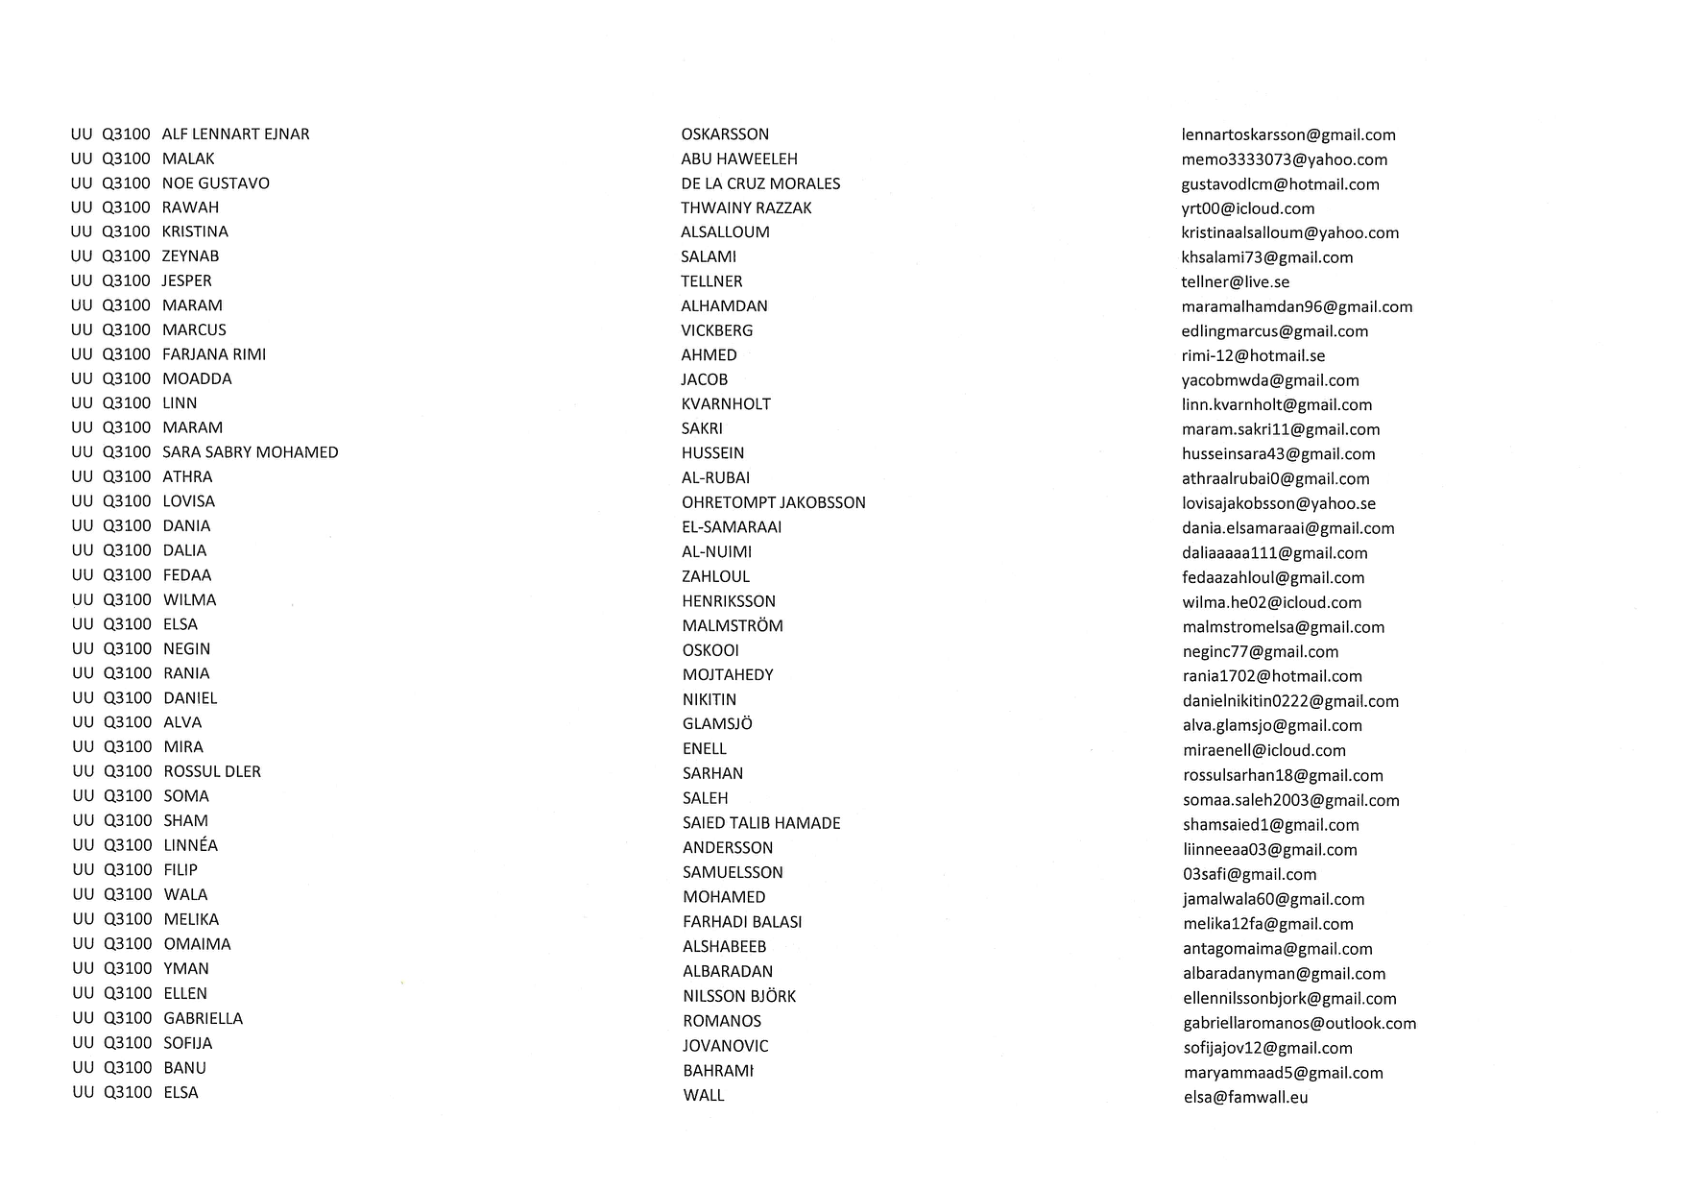 UU Q3100 ALF LENNART EJNAR OSKARSSON lennartoskarsson@gmail.com
UU Q3100 MALAK ABU HAWEELEH memo3333073@yahoo.com
UU Q3100 NOE GUSTAVO DE LA CRUZ MORALES gustavodlcm@hotmail.com
UU Q3100 RAWAH THWAINY RAZZAK yrt00@icloud.com
UU Q3100 KRISTINA ALSALLOUM kristinaalsalloum@yahoo.com
UU Q3100 ZEYNAB SALAMI khsalami73@gmail.com
UU Q3100 JESPER TELLNER tellner@live.se
UU Q3100 MARAM ALHAMDAN maramalhamdan96@gmail.com
UU Q3100 MARCUS VICKBERG edlingmarcus@gmail.com
UU Q3100 FARJANA RIMI AHMED rimi-12@hotmail.se
UU Q3100 MOADDA JACOB yacobmwda@gmail.com
UU Q3100 LINN KVARNHOLT linn.kvarnholt@gmail.com
UU Q3100 MARAM SAKRI maram.sakri11@gmail.com
UU Q3100 SARA SABRY MOHAMED HUSSEIN husseinsara43@gmail.com
UU Q3100 ATHRA AL-RUBAI athraalrubai0@gmail.com
UU Q3100 LOVISA OHRETOMPT JAKOBSSON lovisajakobsson@yahoo.se
UU Q3100 DANIA EL-SAMARAAI dania.elsamaraai@gmail.com
UU Q3100 DALIA AL-NUIMI daliaaaaa111@gmail.com
UU Q3100 FEDAA ZAHLOUL fedaazahloul@gmail.com
UU Q3100 WILMA HENRIKSSON wilma.he02@icloud.com
UU Q3100 ELSA MALMSTRÖM malmstromelsa@gmail.com
UU Q3100 NEGIN OSKOOI neginc77@gmail.com
UU Q3100 RANIA MOJTAHEDY rania1702@hotmail.com
UU Q3100 DANIEL NIKITIN danielnikitin0222@gmail.com
UU Q3100 ALVA GLAMSJÖ alva.glamsjo@gmail.com
UU Q3100 MIRA ENELL miraenell@icloud.com
UU Q3100 ROSSUL DLER SARHAN rossulsarhan18@gmail.com
UU Q3100 SOMA SALEH somaa.saleh2003@gmail.com
UU Q3100 SHAM SAIED TALIB HAMADE shamsaied1@gmail.com
UU Q3100 LINNÉA ANDERSSON liinneeaa03@gmail.com
UU Q3100 FILIP SAMUELSSON 03safi@gmail.com
UU Q3100 WALA MOHAMED jamalwala60@gmail.com
UU Q3100 MELIKA FARHADI BALASI melika12fa@gmail.com
UU Q3100 OMAIMA ALSHABEEB antagomaima@gmail.com
UU Q3100 YMAN ALBARADAN albaradanyman@gmail.com
UU Q3100 ELLEN NILSSON BJÖRK ellennilssonbjork@gmail.com
UU Q3100 GABRIELLA ROMANOS gabriellaromanos@outlook.com
UU Q3100 SOFIJA JOVANOVIC sofijajov12@gmail.com
UU Q3100 BANU BAHRAMI maryammaad5@gmail.com
UU Q3100 ELSA WALL elsa@famwall.eu